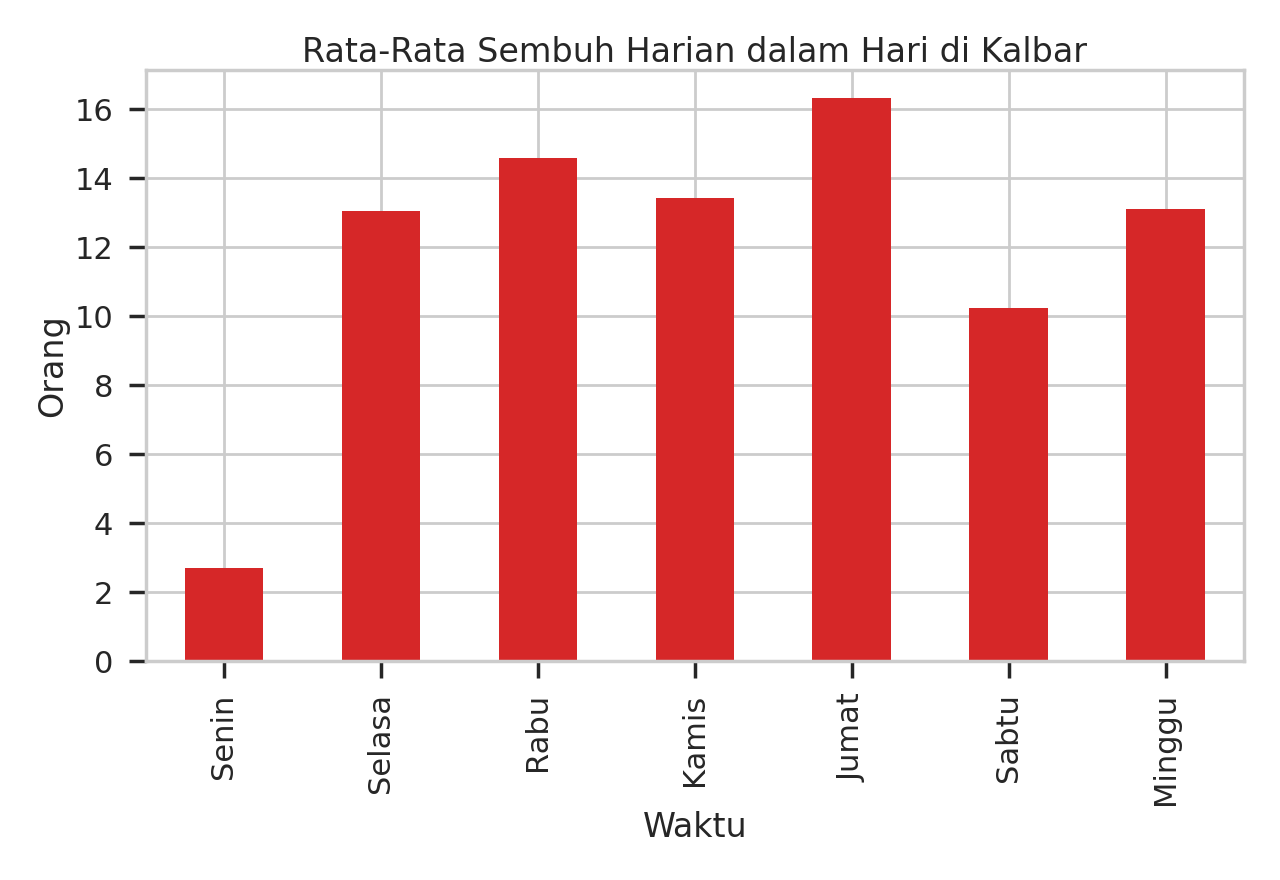 Rata-Rata Sembuh Harian dalam Hari di Kalbar
Orang
16
14
12
10
8
6
4
2
0
Senin
Selasa
Rabu
Kamis
Jumat
Sabtu
Minggu
Waktu